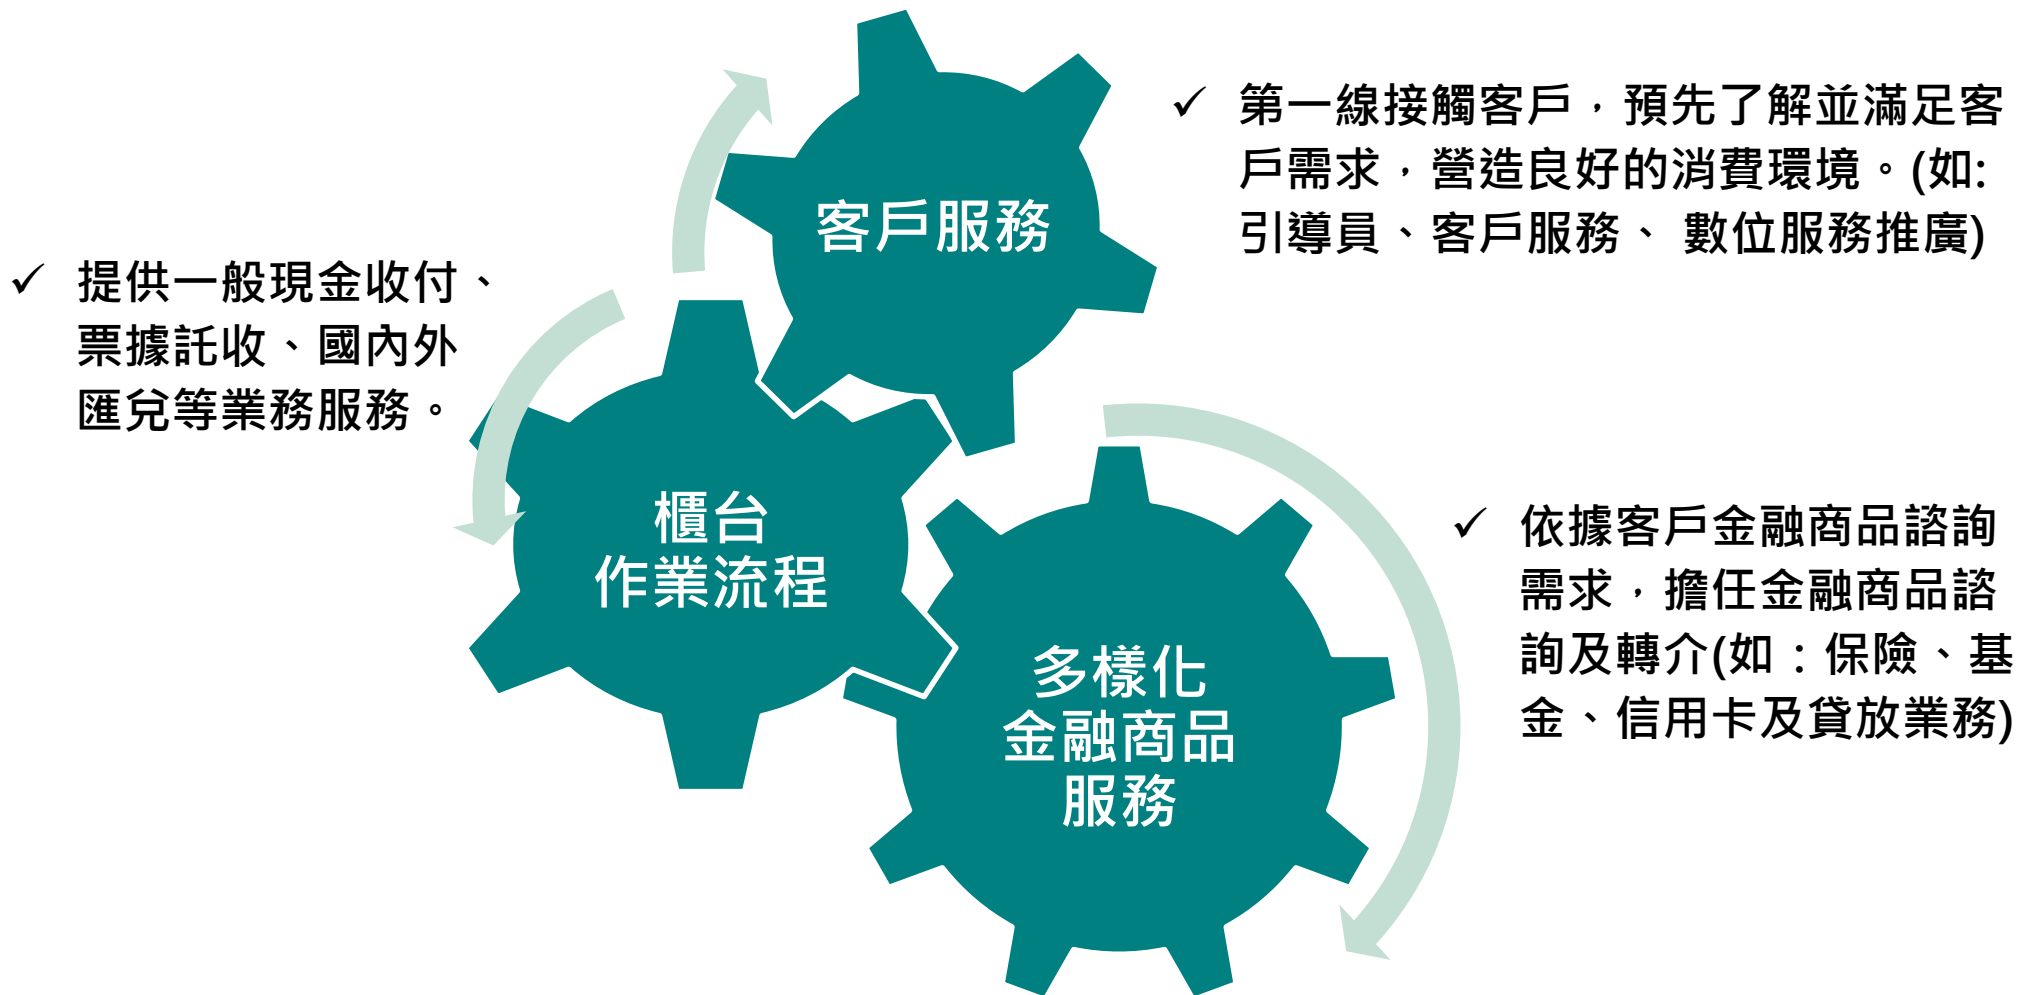 客戶服務
✓ 第一線接觸客戶，預先了解並滿足客
戶需求，營造良好的消費環境。(如:
引導員、客戶服務、 數位服務推廣)
✓ 提供一般現金收付、
票據託收、國內外
匯兌等業務服務。
櫃台
作業流程
✓ 依據客戶金融商品諮詢
需求，擔任金融商品諮
詢及轉介(如：保險、基
金、信用卡及貸放業務)
多樣化
金融商品
服務